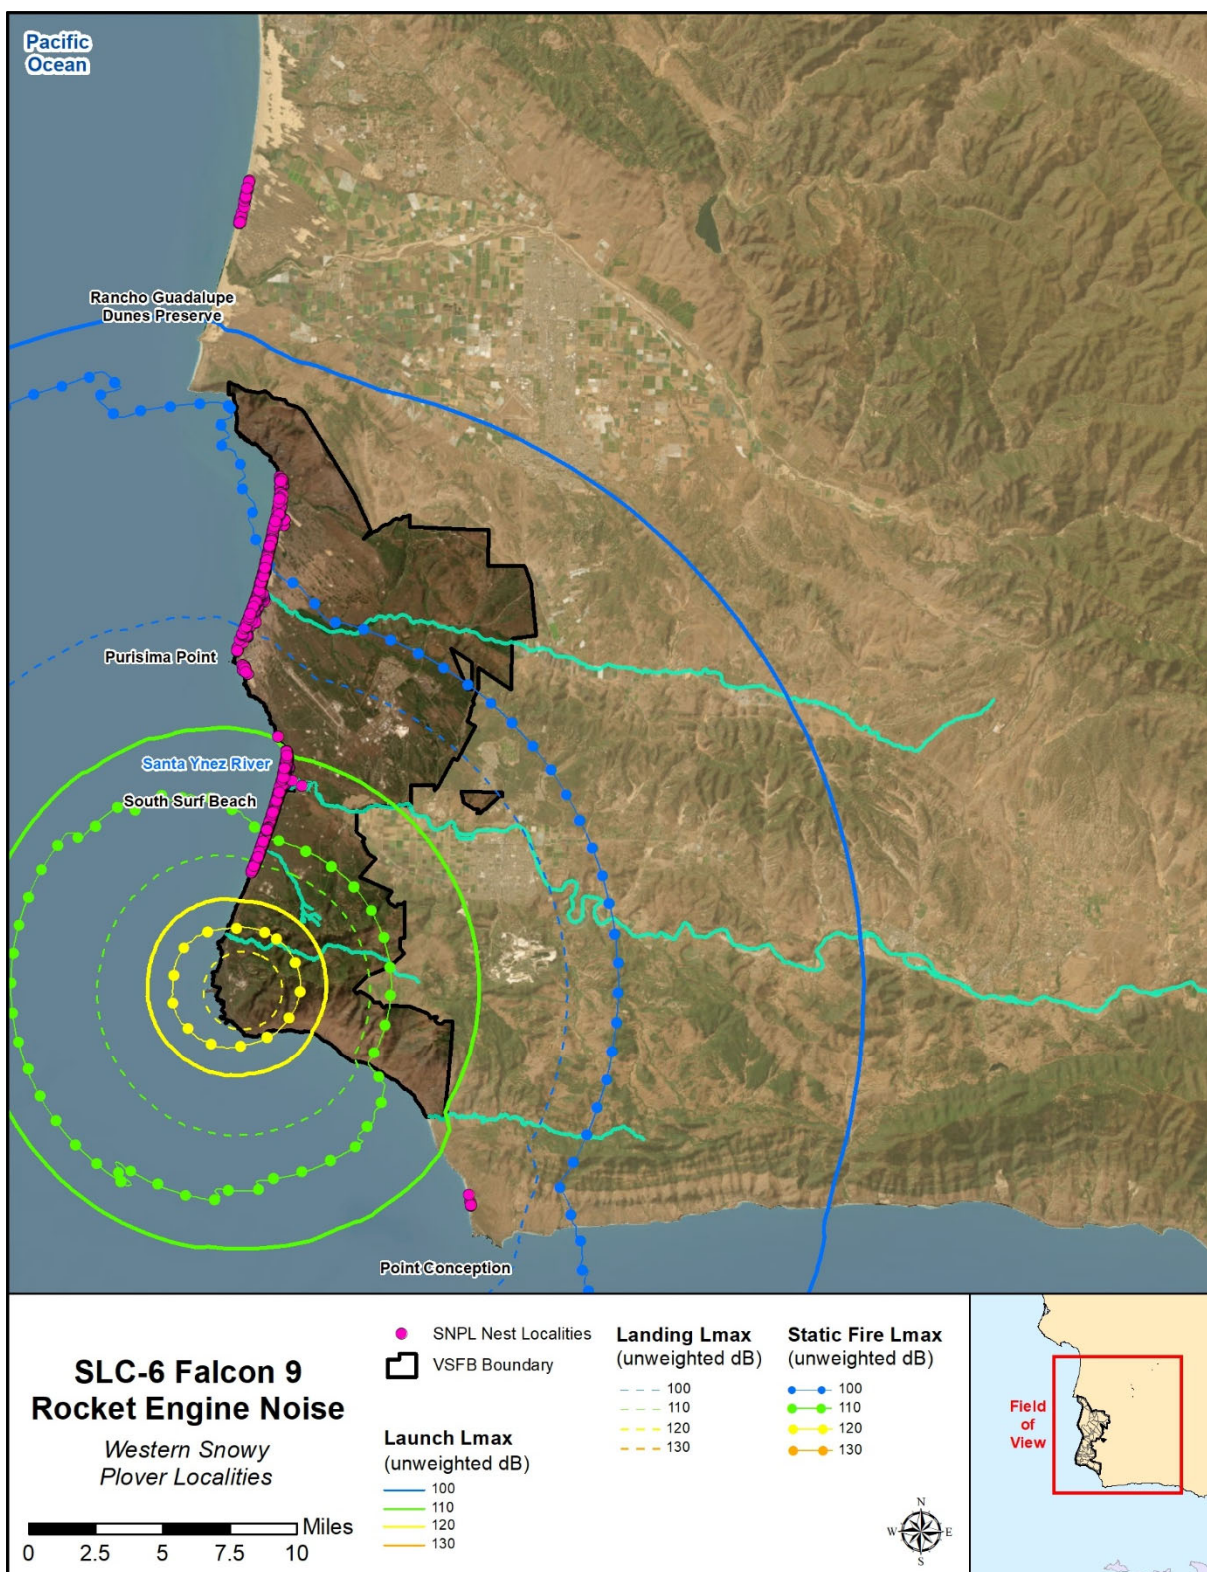 Pacific
Ocean
Rancho Guadalupe
Dunes Preserve
Purisima Point
Santa Ynez River
South Surf Beach
Point Conception
SLC-6 Falcon 9
Rocket Engine Noise
Western Snowy
Plover Localities
0 2.5 5 7.5 10 Miles
SNPL Nest Localities
VSFB Boundary
Launch Lmax
(unweighted dB)
100
110
120
130
Landing Lmax
(unweighted dB)
100
110
120
130
Static Fire Lmax
(unweighted dB)
100
110
120
130
N
W E
S
Field
of
View